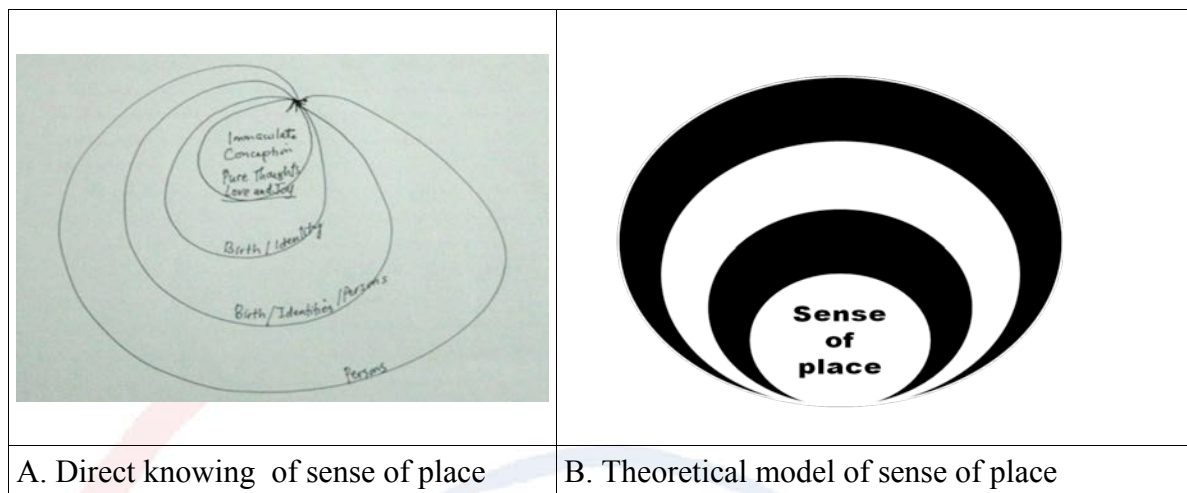 Immaculate
Conception
Pure Thoughts
Love and Joy
Birth/Identity
Birth/Identities/Persons
Persons
Sense
of
place
A. Direct knowing of sense of place
B. Theoretical model of sense of place